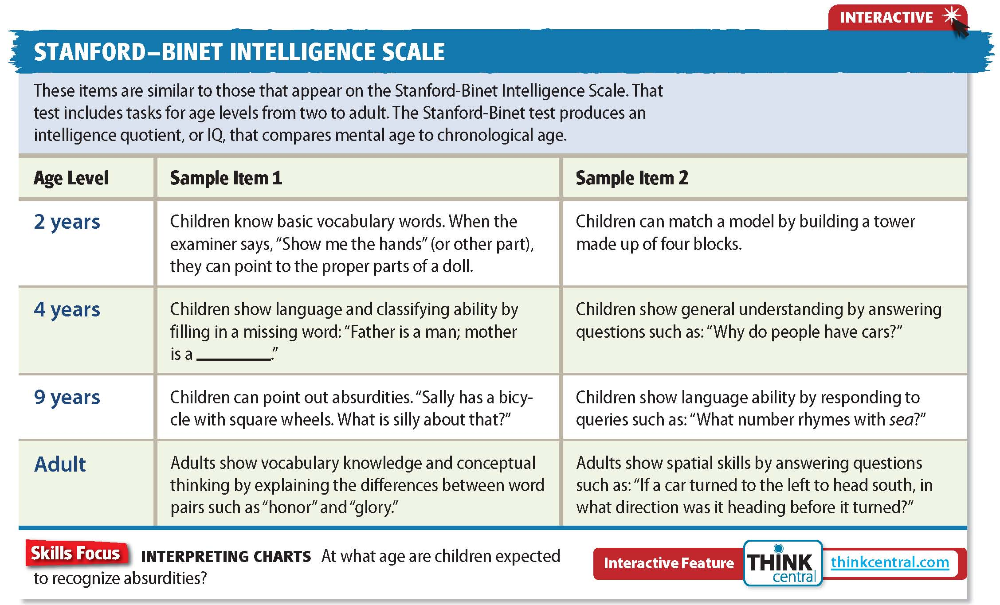 INTERACTIVE
STANFORD–BINET INTELLIGENCE SCALE
These items are similar to those that appear on the Stanford-Binet Intelligence Scale. That
test includes tasks for age levels from two to adult. The Stanford-Binet test produces an
intelligence quotient, or IQ, that compares mental age to chronological age.
Age Level
Sample Item 1
Sample Item 2
2 years
Children know basic vocabulary words. When the
examiner says, “Show me the hands” (or other part),
they can point to the proper parts of a doll.
Children can match a model by building a tower
made up of four blocks.
4 years
Children show language and classifying ability by
filling in a missing word: “Father is a man; mother
is a ________.”
Children show general understanding by answering
questions such as: “Why do people have cars?”
9 years
Children can point out absurdities. “Sally has a bicy-
cle with square wheels. What is silly about that?”
Children show language ability by responding to
queries such as: “What number rhymes with sea?”
Adult
Adults show vocabulary knowledge and conceptual
thinking by explaining the differences between word
pairs such as “honor” and “glory.”
Adults show spatial skills by answering questions
such as: “If a car turned to the left to head south, in
what direction was it heading before it turned?”
Skills Focus INTERPRETING CHARTS At what age are children expected
to recognize absurdities?
Interactive Feature
THINK
central
thinkcentral.com